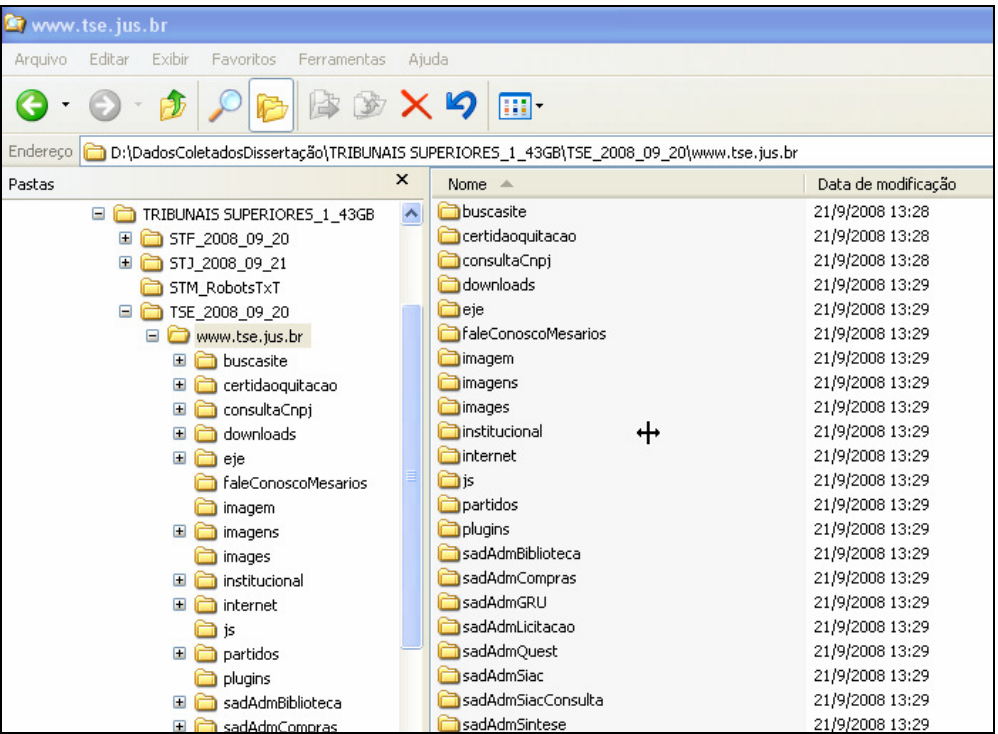 www.tse.jus.br
Arquivo Editar Exibir Favoritos Ferramentas Ajuda
Endereço D:\DadosColetadosDissertação\TRIBUNAIS SUPERIORES_1_43GB\TSE_2008_09_20\www.tse.jus.br
Pastas
TRIBUNAIS SUPERIORES_1_43GB
STF_2008_09_20
STJ_2008_09_21
STM_RobotsTxT
TSE_2008_09_20
www.tse.jus.br
buscasite
certidaoquitacao
consultaCnpj
downloads
eje
faleConoscoMesarios
imagem
imagens
images
institucional
internet
js
partidos
plugins
sadAdmBiblioteca
sadAdmCompras
Nome Data de modificação
buscasite 21/9/2008 13:28
certidaoquitacao 21/9/2008 13:28
consultaCnpj 21/9/2008 13:28
downloads 21/9/2008 13:29
eje 21/9/2008 13:29
faleConoscoMesarios 21/9/2008 13:29
imagem 21/9/2008 13:29
imagens 21/9/2008 13:29
images 21/9/2008 13:29
institucional 21/9/2008 13:29
internet 21/9/2008 13:29
js 21/9/2008 13:29
partidos 21/9/2008 13:29
plugins 21/9/2008 13:29
sadAdmBiblioteca 21/9/2008 13:29
sadAdmCompras 21/9/2008 13:29
sadAdmGRU 21/9/2008 13:29
sadAdmLicitacao 21/9/2008 13:29
sadAdmQuest 21/9/2008 13:29
sadAdmSiac 21/9/2008 13:29
sadAdmSiacConsulta 21/9/2008 13:29
sadAdmSintese 21/9/2008 13:29